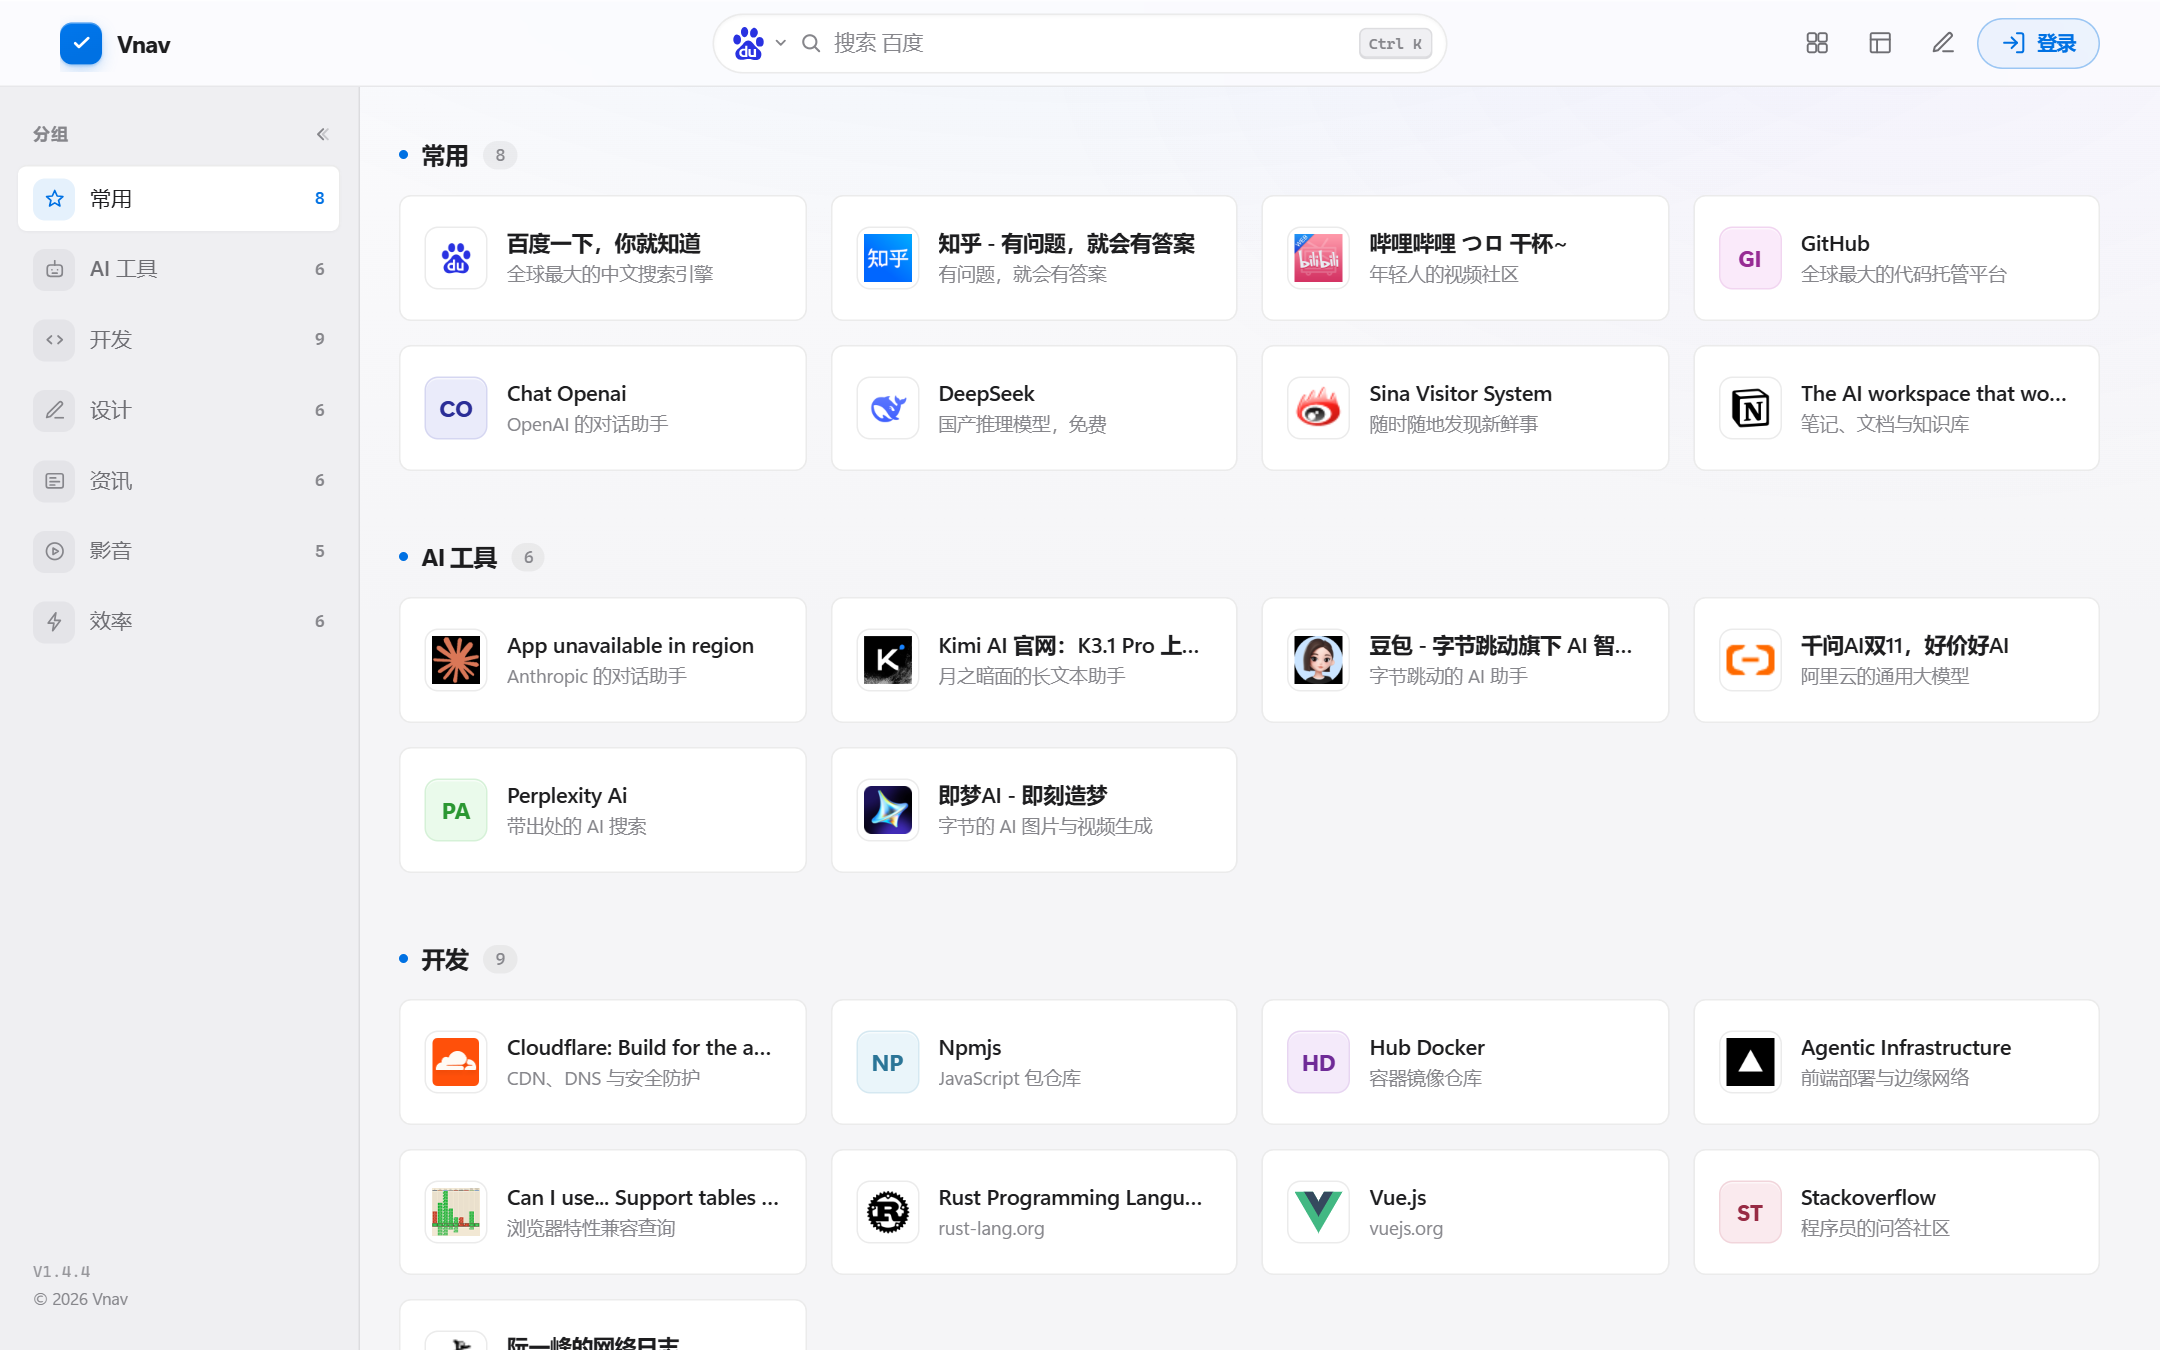 Vnav
搜索 百度
Ctrl K
登录
分组
常用 8
AI 工具 6
开发 9
设计 6
资讯 6
影音 5
效率 6
V1.4.4
© 2026 Vnav
常用 8
百度一下，你就知道
全球最大的中文搜索引擎
知乎
知乎 - 有问题，就会有答案
有问题，就会有答案
哔哩哔哩 つロ 干杯~
年轻人的视频社区
GI
GitHub
全球最大的代码托管平台
CO
Chat Openai
OpenAI 的对话助手
DeepSeek
国产推理模型，免费
Sina Visitor System
随时随地发现新鲜事
The AI workspace that wo...
笔记、文档与知识库
AI 工具 6
App unavailable in region
Anthropic 的对话助手
Kimi AI 官网：K3.1 Pro 上...
月之暗面的长文本助手
豆包 - 字节跳动旗下 AI 智...
字节跳动的 AI 助手
千问AI双11，好价好AI
阿里云的通用大模型
PA
Perplexity Ai
带出处的 AI 搜索
即梦AI - 即刻造梦
字节的 AI 图片与视频生成
开发 9
Cloudflare: Build for the a...
CDN、DNS 与安全防护
NP
Npmjs
JavaScript 包仓库
HD
Hub Docker
容器镜像仓库
Agentic Infrastructure
前端部署与边缘网络
Can I use... Support tables ...
浏览器特性兼容查询
Rust Programming Langu...
rust-lang.org
Vue.js
vuejs.org
ST
Stackoverflow
程序员的问答社区
阮一峰的网络日志